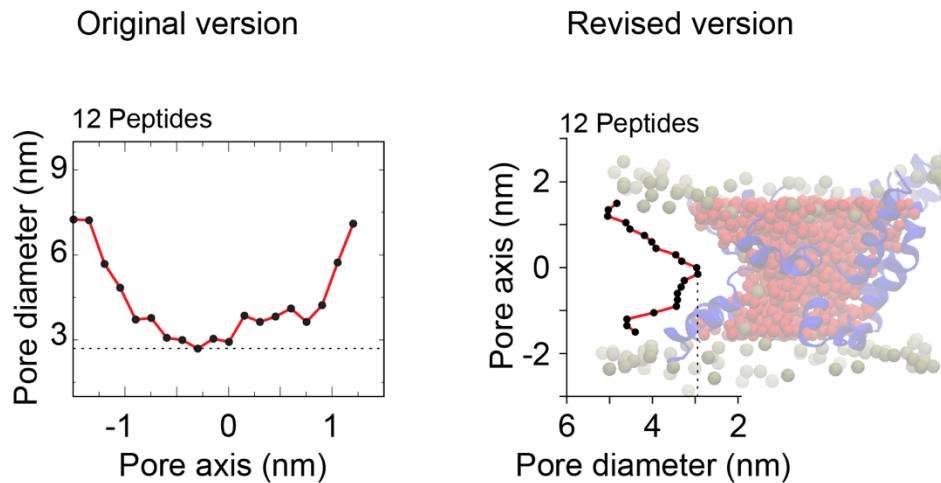 Original version
12 Peptides
9
6
3
Pore diameter (nm)
-1
0
1
Pore axis (nm)
Revised version
12 Peptides
2
0
-2
Pore axis (nm)
6
4
2
Pore diameter (nm)